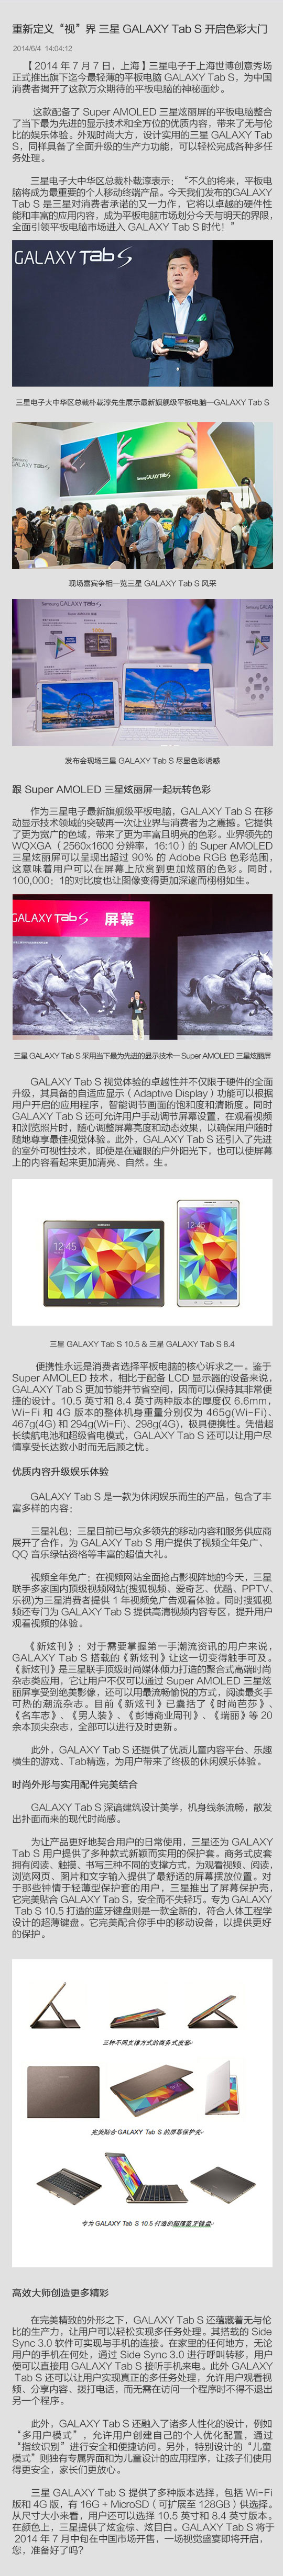 重新定义“视”界 三星 GALAXY Tab S 开启色彩大门
2014/6/4 14:04:12
【 2014 年 7 月 7 日，上海 】三星电子于上海世博创意秀场
正式推出旗下迄今最轻薄的平板电脑 GALAXY Tab S，为中国
消费者揭开了这款万众期待的平板电脑的神秘面纱。
这款配备了 Super AMOLED 三星炫丽屏的平板电脑整合
了当下最为先进的显示技术和全方位的优质内容，带来了无与伦
比的娱乐体验。外观时尚大方，设计实用的三星 GALAXY Tab
S，同样具备了全面升级的生产力功能，可以轻松完成各种多任
务处理。
三星电子大中华区总裁朴载淳表示：“不久的将来，平板电
脑将成为最重要的个人移动终端产品。今天我们发布的GALAXY
Tab S 是三星对消费者承诺的又一力作，它将以卓越的硬件性
能和丰富的应用内容，成为平板电脑市场划分今天与明天的界限，
全面引领平板电脑市场进入 GALAXY Tab S 时代！”
GALAXY Tab S
三星电子大中华区总裁朴载淳先生展示最新旗舰级平板电脑—GALAXY Tab S
GALAXY Tab S
Samsung GALAXY Tab S
现场嘉宾争相一览三星 GALAXY Tab S 风采
Samsung GALAXY Tab S
发布会现场三星 GALAXY Tab S 尽显色彩诱惑
跟 Super AMOLED 三星炫丽屏一起玩转色彩
作为三星电子最新旗舰级平板电脑，GALAXY Tab S 在移
动显示技术领域的突破再一次让业界与消费者为之震撼。它提供
了更为宽广的色域，带来了更为丰富且明亮的色彩。业界领先的
WQXGA （ 2560x1600 分辨率，16:10 ）的 Super AMOLED
三星炫丽屏可以呈现出超过 90% 的 Adobe RGB 色彩范围，
这意味着用户可以在屏幕上欣赏到更加炫丽的色彩。同时，
100,000：1的对比度也让图像变得更加深邃而栩栩如生。
GALAXY Tab S 屏幕
三星 GALAXY Tab S 采用当下最为先进的显示技术— Super AMOLED 三星炫丽屏
GALAXY Tab S 视觉体验的卓越性并不仅限于硬件的全面
升级，其具备的自适应显示（ Adaptive Display ）功能可以根据
用户开启的应用程序，智能调节画面的饱和度和清晰度。同时
GALAXY Tab S 还可允许用户手动调节屏幕设置，在观看视频
和浏览照片时，随心调整屏幕亮度和动态效果，以确保用户随时
随地尊享最佳视觉体验。此外，GALAXY Tab S 还引入了先进
的室外可视性技术，即使是在耀眼的户外阳光下，也可以使屏幕
上的内容看起来更加清亮、自然。生。
SAMSUNG
12:45
12:45
三星 GALAXY Tab S 10.5 & 三星 GALAXY Tab S 8.4
便携性永远是消费者选择平板电脑的核心诉求之一。鉴于
Super AMOLED 技术，相比于配备 LCD 显示器的设备来说，
GALAXY Tab S 更加节能并节省空间，因而可以保持其非常便
捷的设计。10.5 英寸和 8.4 英寸两种版本的厚度仅 6.6mm，
Wi-Fi 和 4G 版本的整体机身重量分别仅为 465g(Wi-Fi)、
467g(4G) 和 294g(Wi-Fi)、298g(4G)，极具便携性。凭借超
长续航电池和超级省电模式，GALAXY Tab S 还可以让用户尽
情享受长达数小时而无后顾之忧。
优质内容升级娱乐体验
GALAXY Tab S 是一款为休闲娱乐而生的产品，包含了丰
富多样的内容：
三星礼包：三星目前已与众多领先的移动内容和服务供应商
展开了合作，为 GALAXY Tab S 用户提供了视频全年免广、
QQ 音乐绿钻资格等丰富的超值大礼。
视频全年免广：在视频网站全面抢占影视阵地的今天，三星
联手多家国内顶级视频网站(搜狐视频、爱奇艺、优酷、PPTV、
乐视)为三星消费者提供 1 年视频免广告观看体验。同时搜狐视
频还专门为 GALAXY Tab S 提供高清视频内容专区，提升用户
观看视频的体验。
《新炫刊》：对于需要掌握第一手潮流资讯的用户来说，
GALAXY Tab S 搭载的《新炫刊》让这一切变得触手可及。
《新炫刊》是三星联手顶级时尚媒体倾力打造的聚合式高端时尚
杂志类应用，它让用户不仅可以通过 Super AMOLED 三星炫
丽屏享受到绝美影像，还可以用最流畅愉悦的方式，阅读最炙手
可热的潮流杂志。目前《新炫刊》已囊括了《时尚芭莎》、
《名车志》、《男人装》、《彭博商业周刊》、《瑞丽》等 20
余本顶尖杂志，全部可以进行及时更新。
此外，GALAXY Tab S 还提供了优质儿童内容平台、乐趣
横生的游戏、Tab精选，为用户带来了终极的休闲娱乐体验。
时尚外形与实用配件完美结合
GALAXY Tab S 深谙建筑设计美学，机身线条流畅，散发
出扑面而来的现代时尚感。
为让产品更好地契合用户的日常使用，三星还为 GALAXY
Tab S 用户提供了多种款式新颖而实用的保护套。商务式皮套
拥有阅读、触摸、书写三种不同的支撑方式，为观看视频、阅读，
浏览网页、图片和文字输入提供了最舒适的屏幕摆放位置。对
于那些钟情于轻薄型保护套的用户，三星推出了屏幕保护壳，
它完美贴合 GALAXY Tab S，安全而不失轻巧。专为 GALAXY
Tab S 10.5 打造的蓝牙键盘则是一款全新的，符合人体工程学
设计的超薄键盘。它完美配合你手中的移动设备，以提供更好
的保护。
三种不同支撑方式的商务式皮套
完美贴合 GALAXY Tab S 的屏幕保护壳
专为 GALAXY Tab S 10.5 打造的超薄蓝牙键盘
高效大师创造更多精彩
在完美精致的外形之下，GALAXY Tab S 还蕴藏着无与伦
比的生产力，让用户可以轻松实现多任务处理。其搭载的 Side
Sync 3.0 软件可实现与手机的连接。在家里的任何地方，无论
用户的手机在何处，通过 Side Sync 3.0 进行呼叫转移，用户
便可以直接用 GALAXY Tab S 接听手机来电。此外 GALAXY
Tab S 还可以让用户实现真正的多任务处理，允许用户观看视
频、分享内容、拨打电话，而无需在访问一个程序时不得不退出
另一个程序。
此外，GALAXY Tab S 还融入了诸多人性化的设计，例如
“多用户模式”，允许用户创建自己的个人优化配置，通过
“指纹识别”进行安全和便捷访问。另外，特别设计的“儿童
模式”则独有专属界面和为儿童设计的应用程序，让孩子们使用
得更安全，家长们更放心。
三星 GALAXY Tab S 提供了多种版本选择，包括 Wi-Fi
版和 4G 版，有 16G + MicroSD（可扩展至 128GB）供选择。
从尺寸大小来看，用户还可以选择 10.5 英寸和 8.4 英寸版本。
在颜色上，三星提供了炫金棕、炫目白。GALAXY Tab S 将于
2014 年 7 月中旬在中国市场开售，一场视觉盛宴即将开启，
您，准备好了吗？